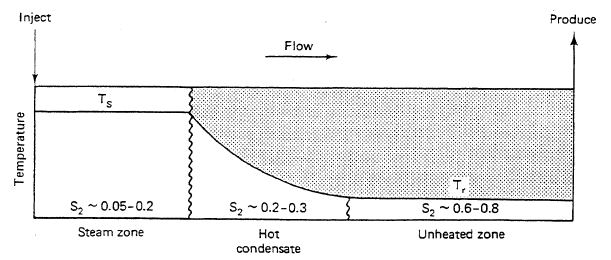 Inject
Produce
Flow
Temperature
T_s
T_r
S_2 ~ 0.05-0.2
S_2 ~ 0.2-0.3
S_2 ~ 0.6-0.8
Steam zone
Hot
condensate
Unheated zone